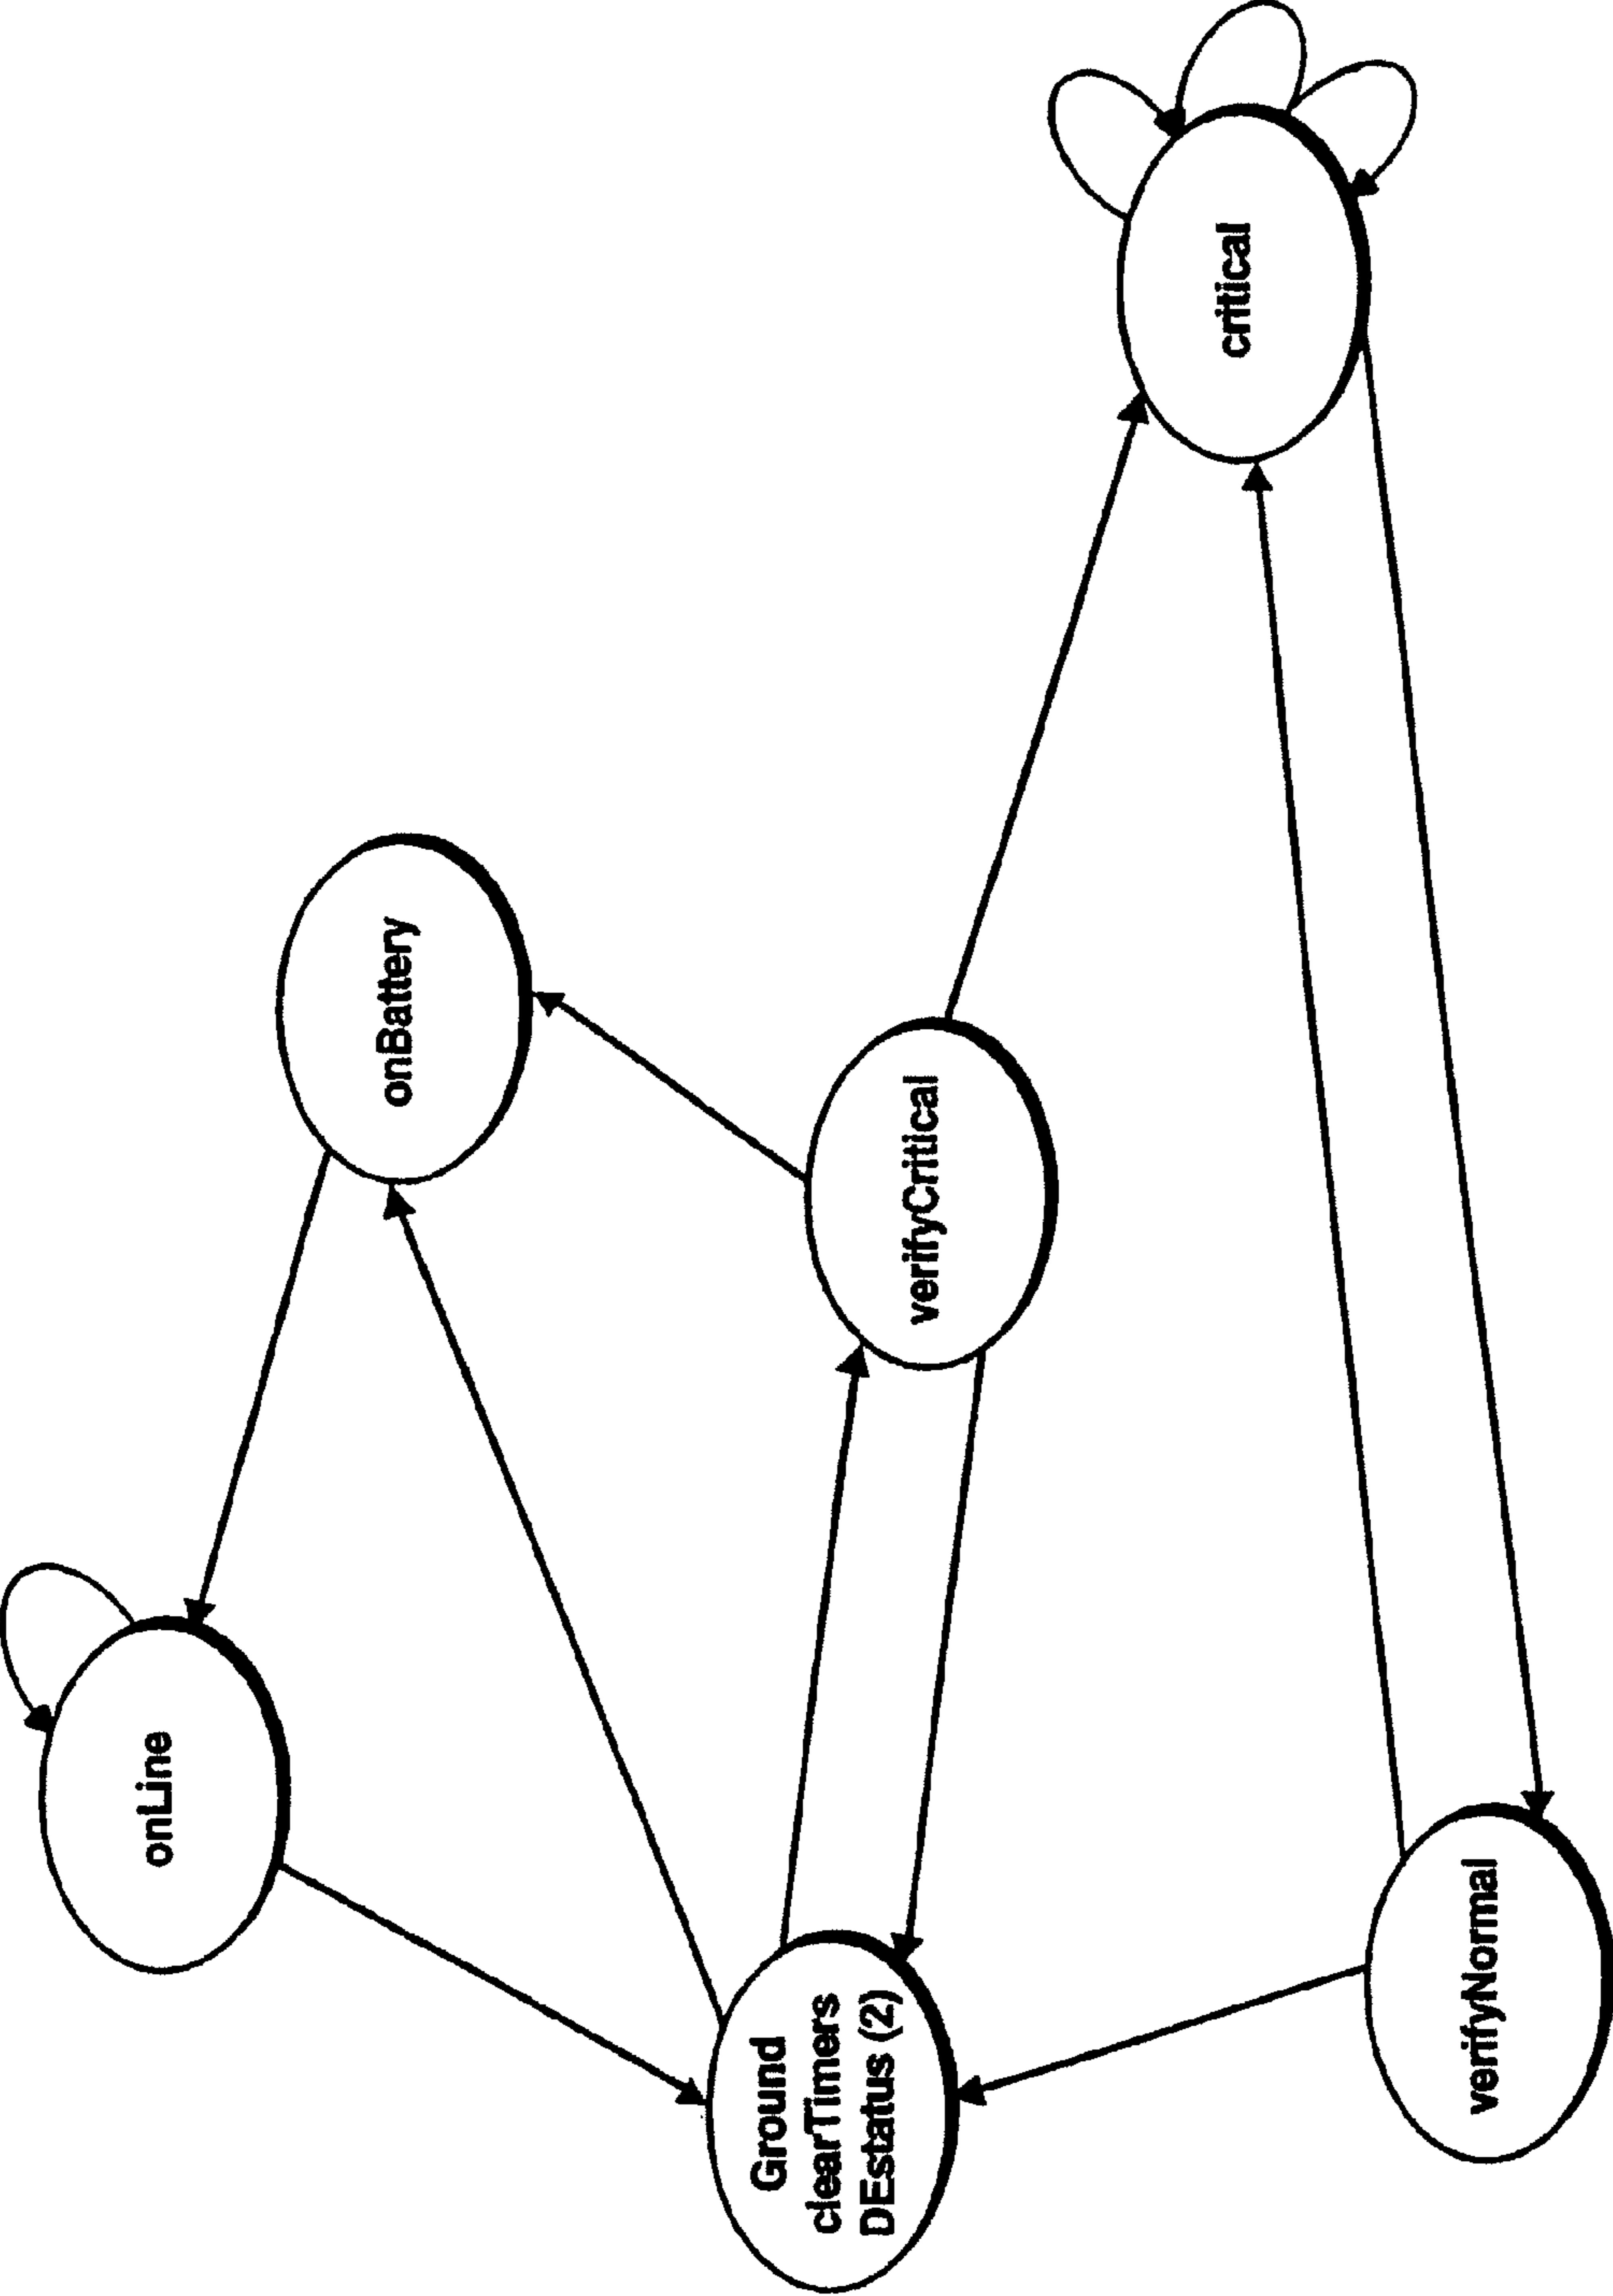 onLine
onBattery
Ground
clearTimers
DEstatus (2)
verifyCritical
critical
verifyNormal